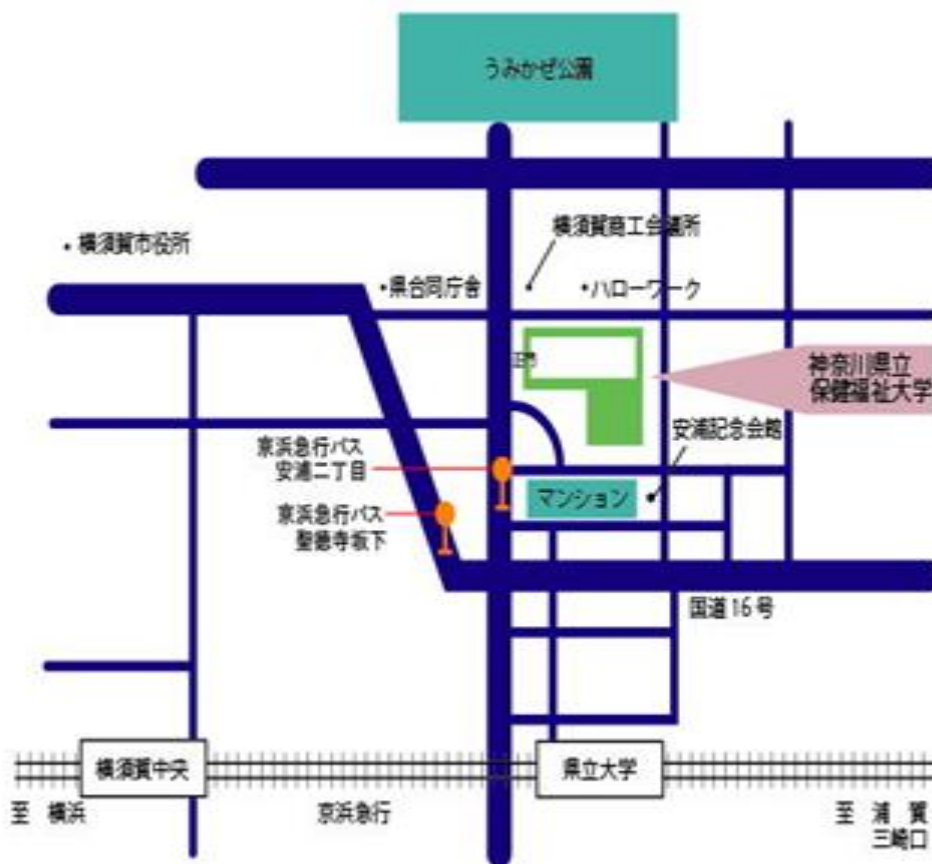 うみかぜ公園
・横須賀市役所
横須賀商工会議所
・県合同庁舎
・ハローワーク
正門
神奈川県立
保健福祉大学
安浦記念会館
京浜急行バス
安浦二丁目
マンション
京浜急行バス
聖徳寺坂下
国道16号
横須賀中央
県立大学
至 横浜
京浜急行
至 浦賀
三崎口